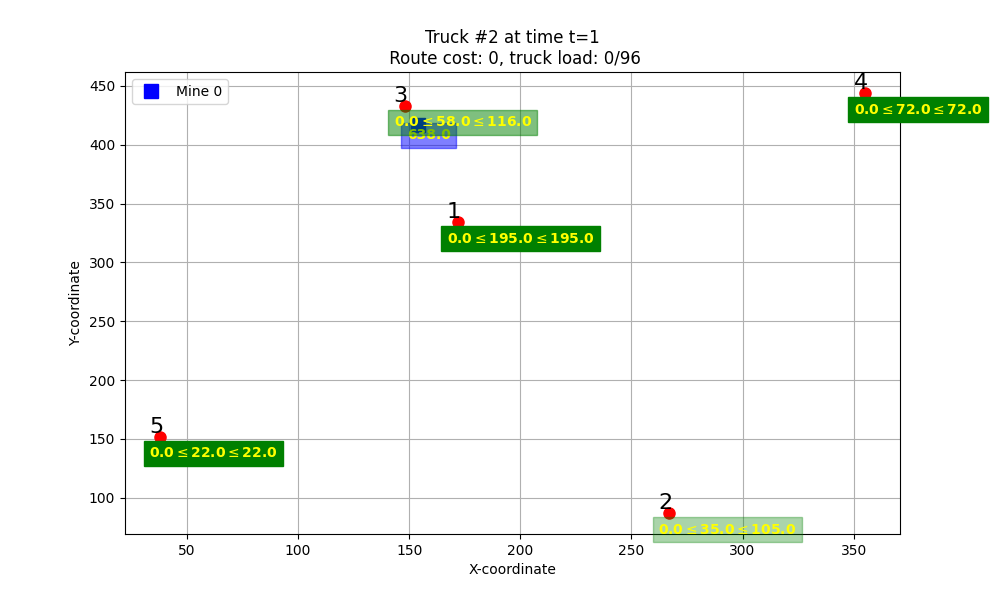 Truck #2 at time t=1
Route cost: 0, truck load: 0/96
Mine 0
Y-coordinate
450
400
350
300
250
200
150
100
3
0.0 ≤ 58.0 ≤ 116.0
638.0
4
0.0 ≤ 72.0 ≤ 72.0
1
0.0 ≤ 195.0 ≤ 195.0
5
0.0 ≤ 22.0 ≤ 22.0
2
0.0 ≤ 35.0 ≤ 105.0
50 100 150 200 250 300 350
X-coordinate